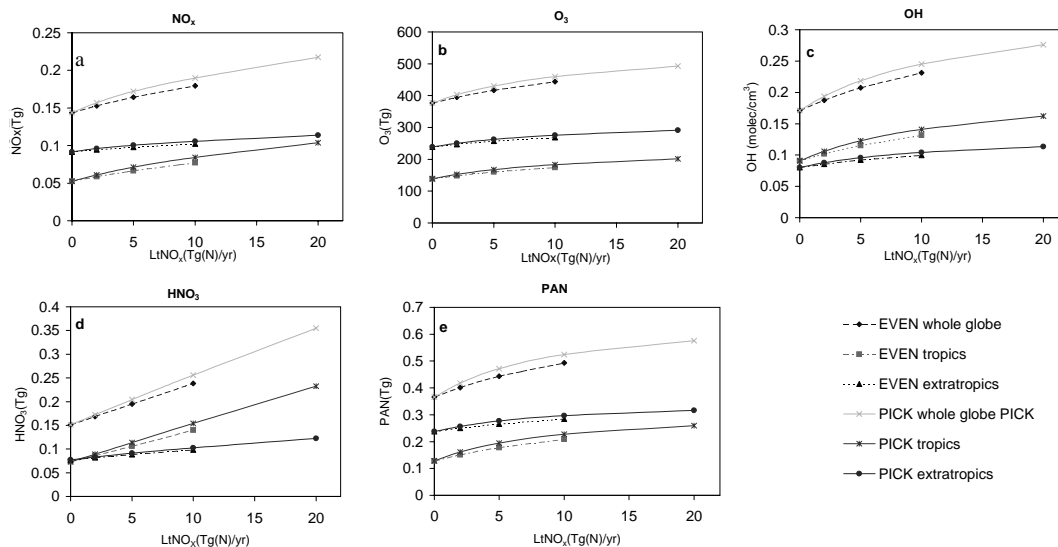 NOx
0.25
0.2
0.15
0.1
0.05
0
a
NOx(Tg)
0 5 10 15 20
LtNOx(Tg(N)/yr)
O3
600
500
400
300
200
100
0
b
O3(Tg)
0 5 10 15 20
LtNOx(Tg(N)/yr)
OH
0.3
0.25
0.2
0.15
0.1
0.05
0
c
OH (molec/cm3)
0 5 10 15 20
LtNOx(Tg(N)/yr)
HNO3
0.4
0.35
0.3
0.25
0.2
0.15
0.1
0.05
0
d
HNO3(Tg)
0 5 10 15 20
LtNOx(Tg(N)/yr)
PAN
0.7
0.6
0.5
0.4
0.3
0.2
0.1
0
e
PAN(Tg)
0 5 10 15 20
LtNOx(Tg(N)/yr)
EVEN whole globe
EVEN tropics
EVEN extratropics
PICK whole globe PICK
PICK tropics
PICK extratropics